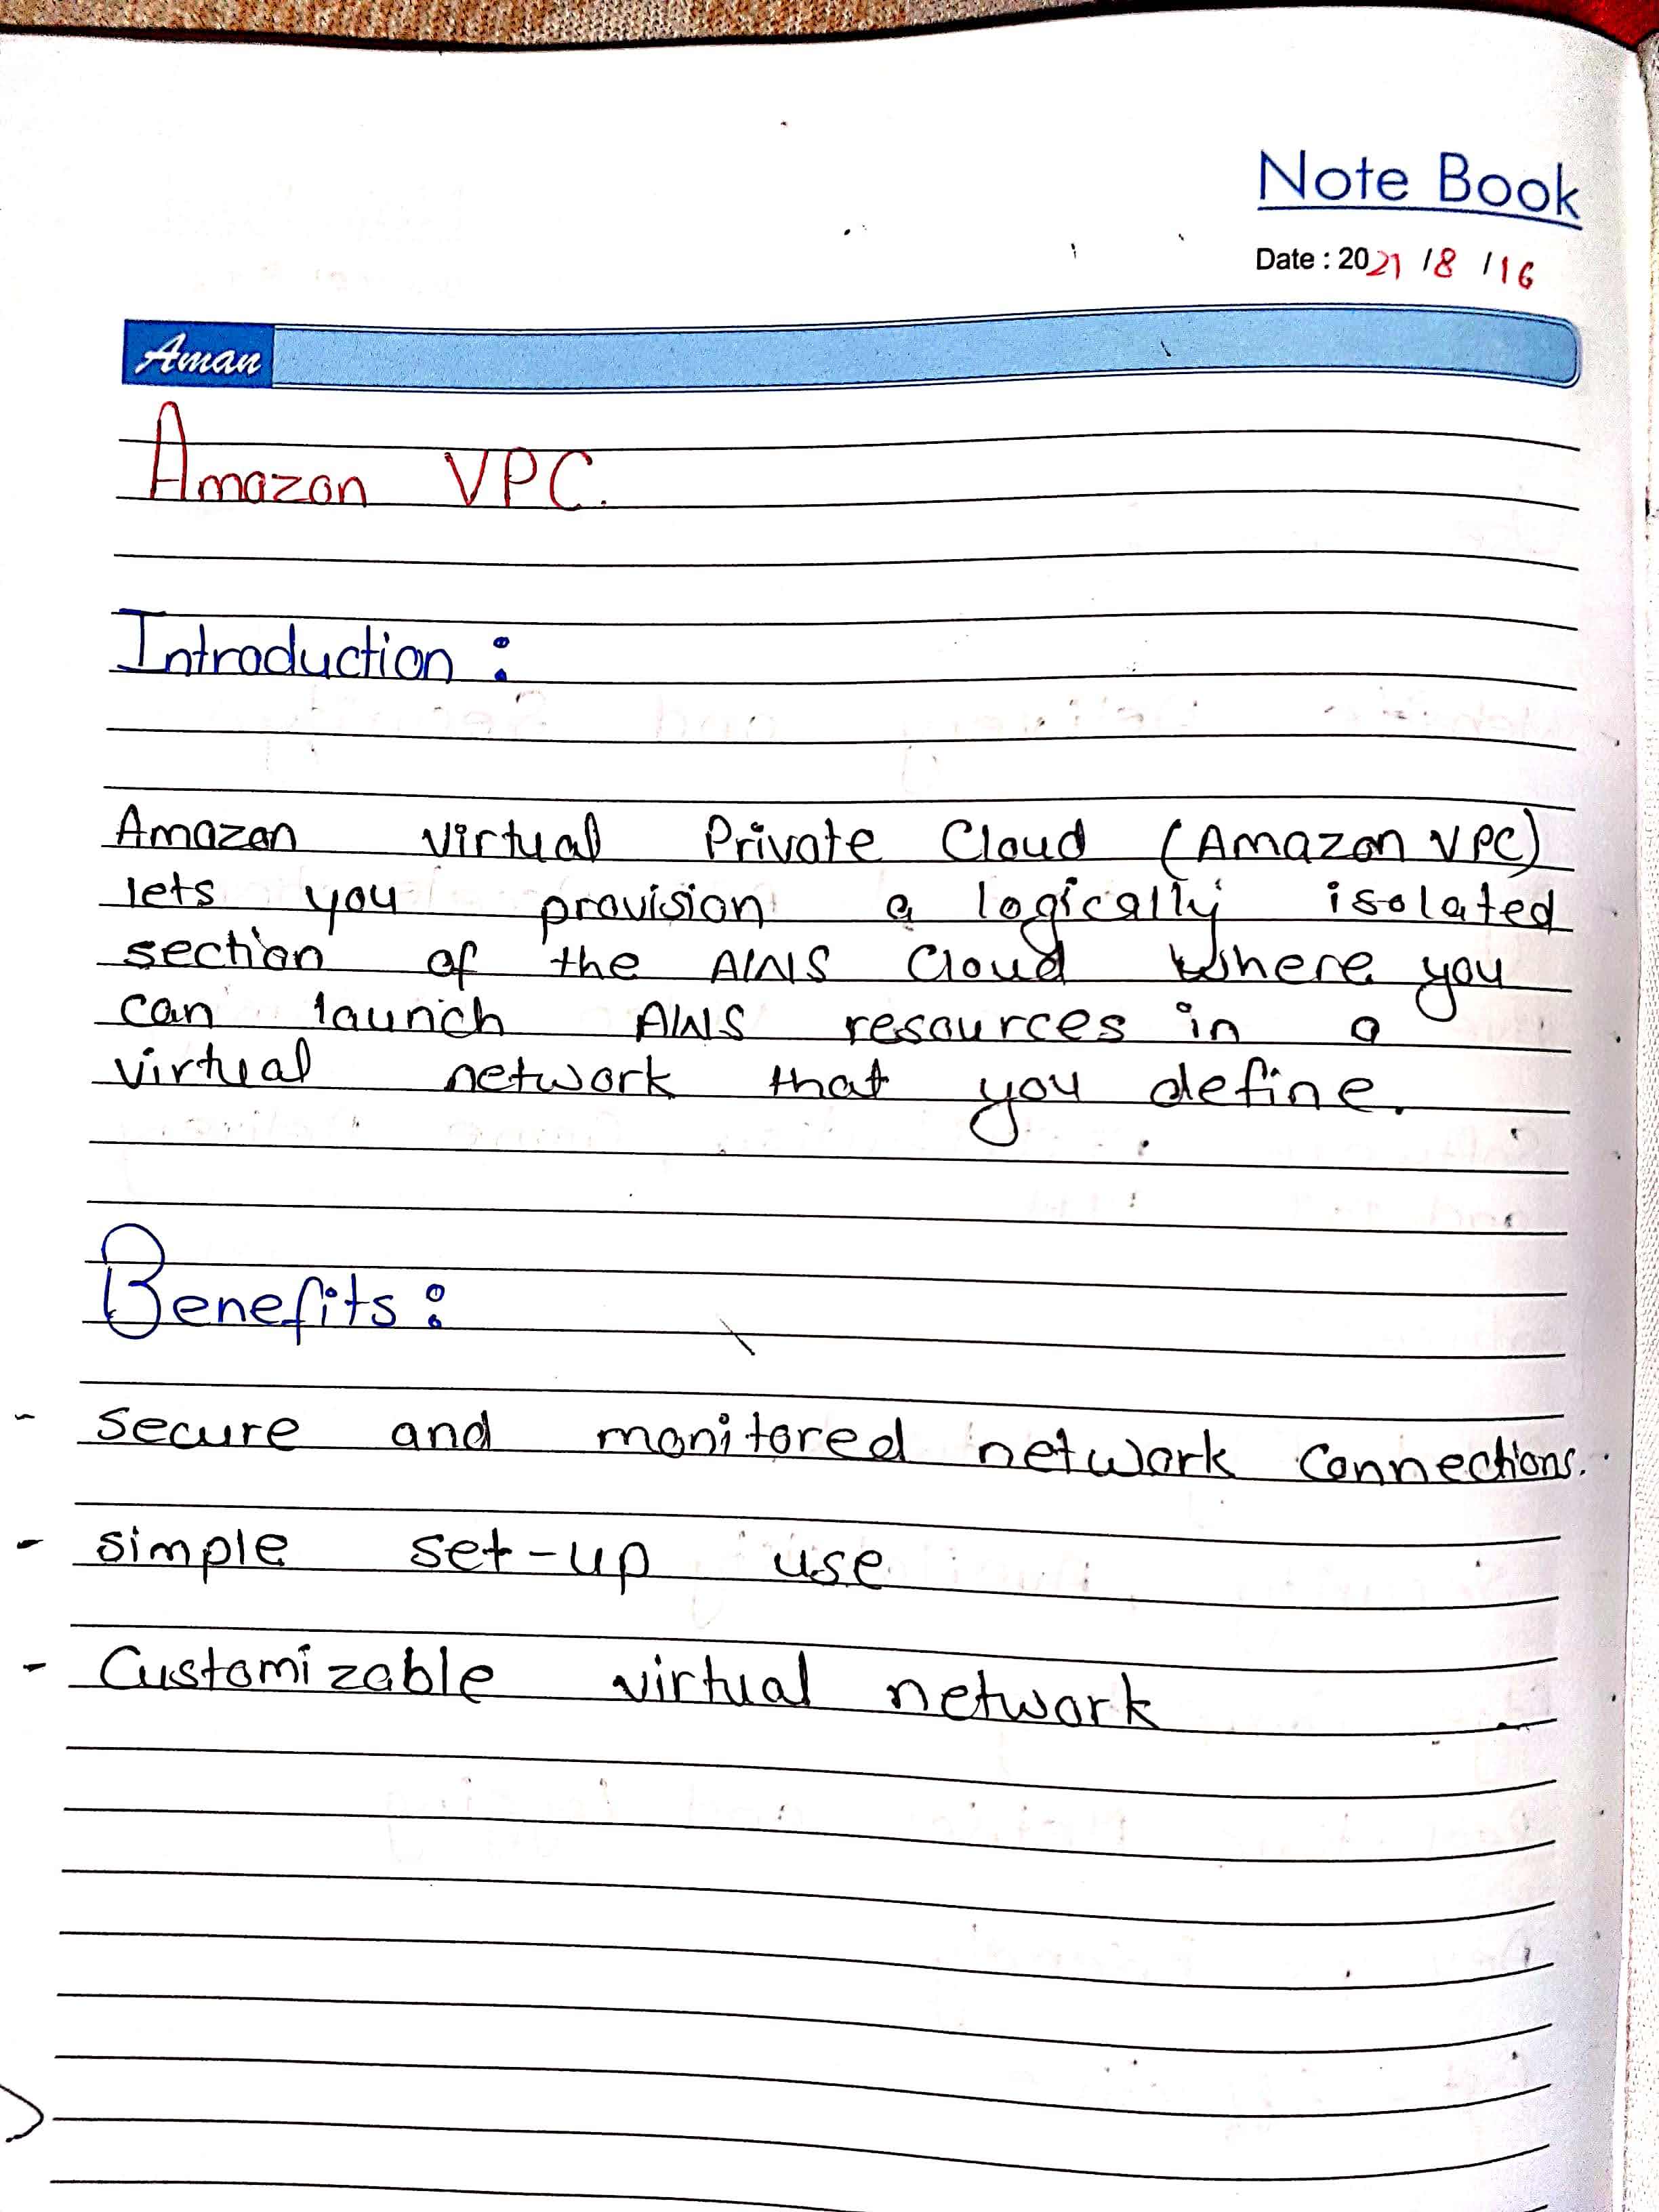 Note Book
Date : 2021 / 8 / 16
Aman
Amazon VPC.
Introduction :
Amazon virtual Private Cloud (Amazon VPC)
lets you provision a logically isolated
section of the AWS Cloud Where you
can launch AWS resources in a
virtual network that you define.
Benefits :
- secure and monitored network connections.
- simple set-up use
- Customizable virtual network